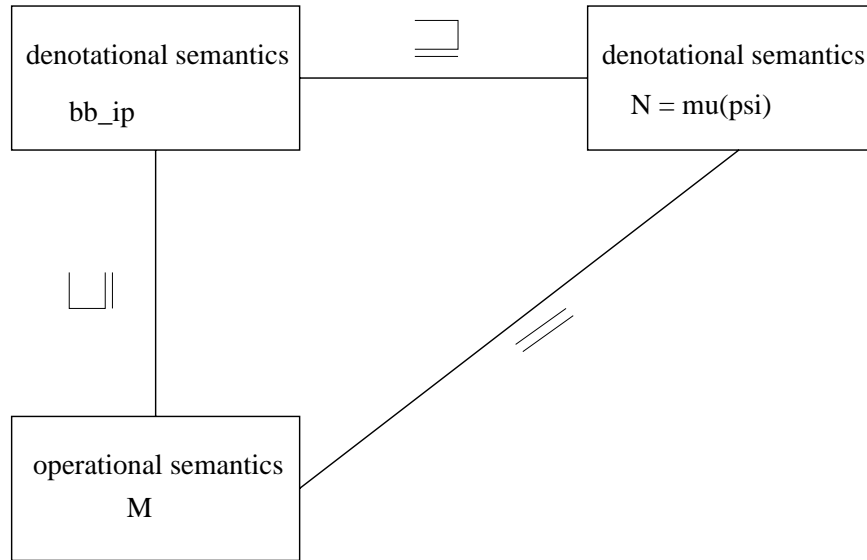 denotational semantics
bb_ip
denotational semantics
N = mu(psi)
operational semantics
M